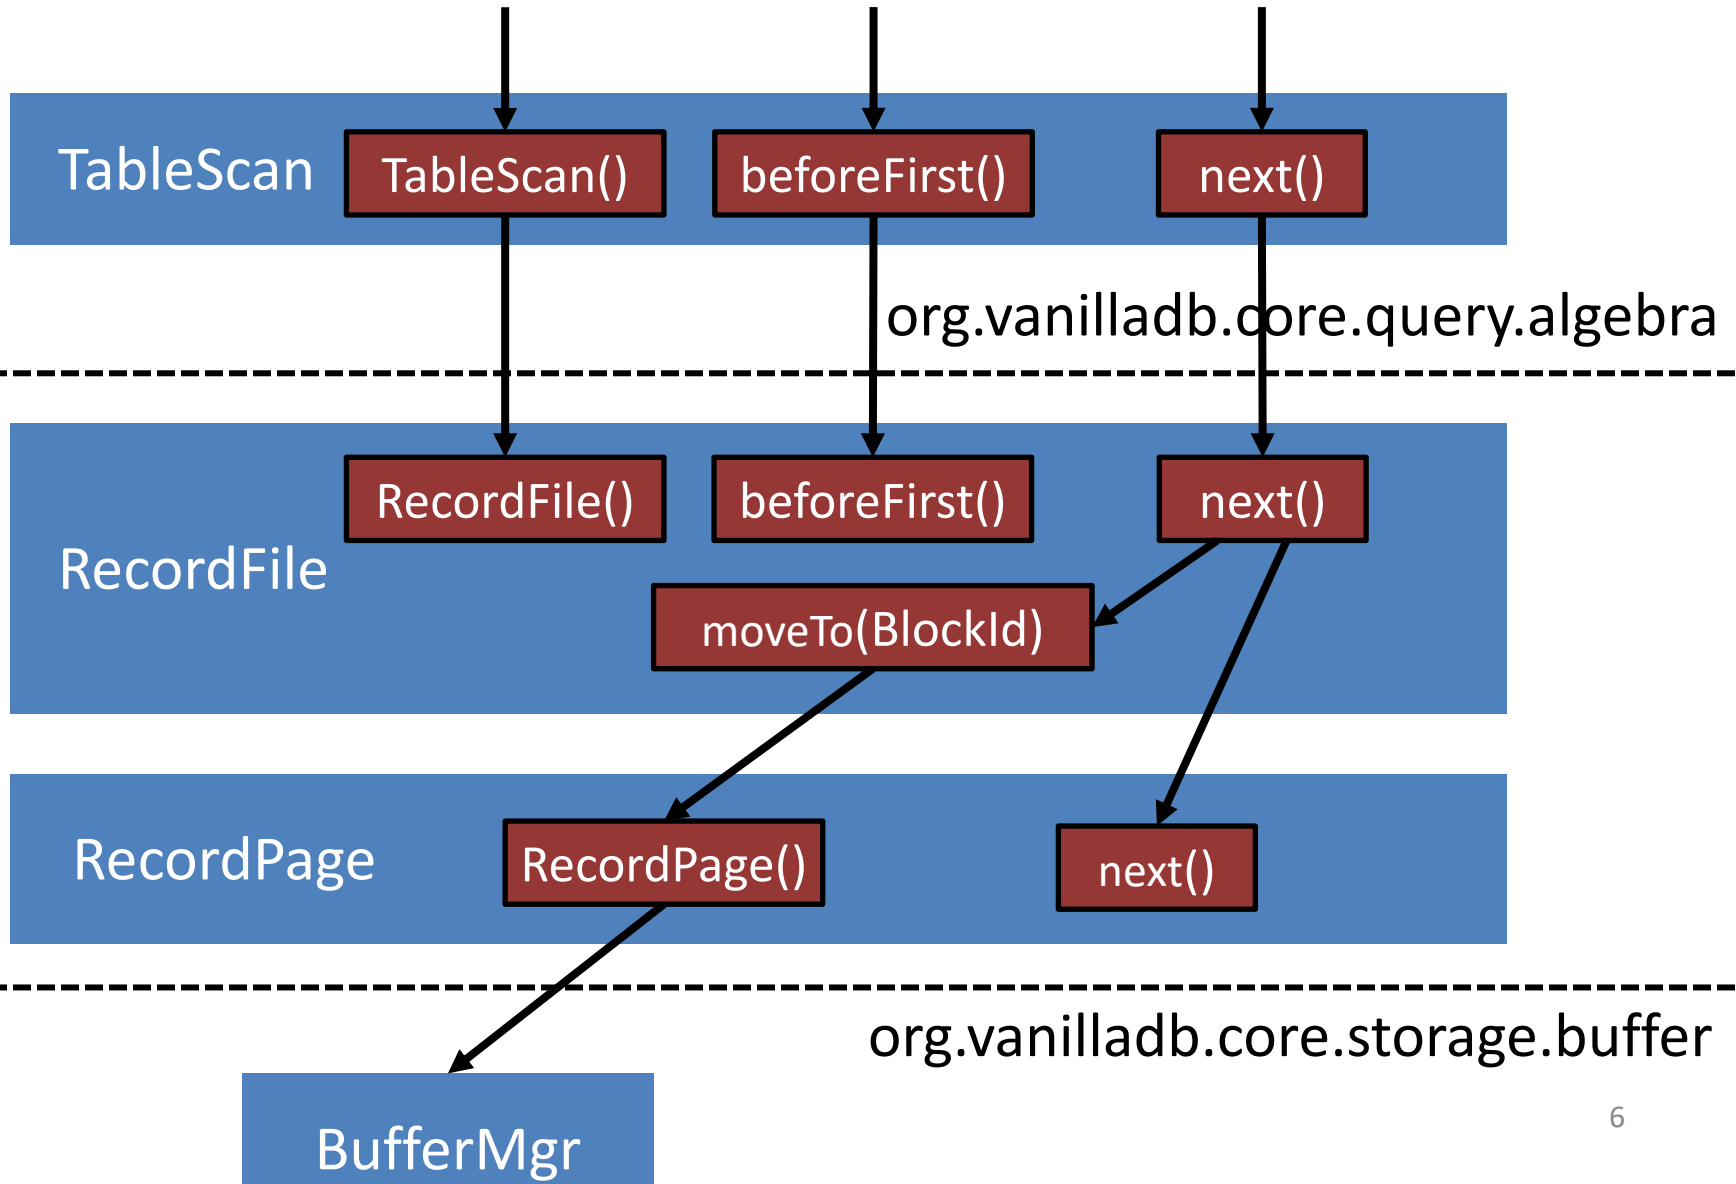 TableScan
TableScan()
beforeFirst()
next()
org.vanilladb.core.query.algebra
RecordFile
RecordFile()
beforeFirst()
next()
moveTo(BlockId)
RecordPage
RecordPage()
next()
org.vanilladb.core.storage.buffer
BufferMgr
6